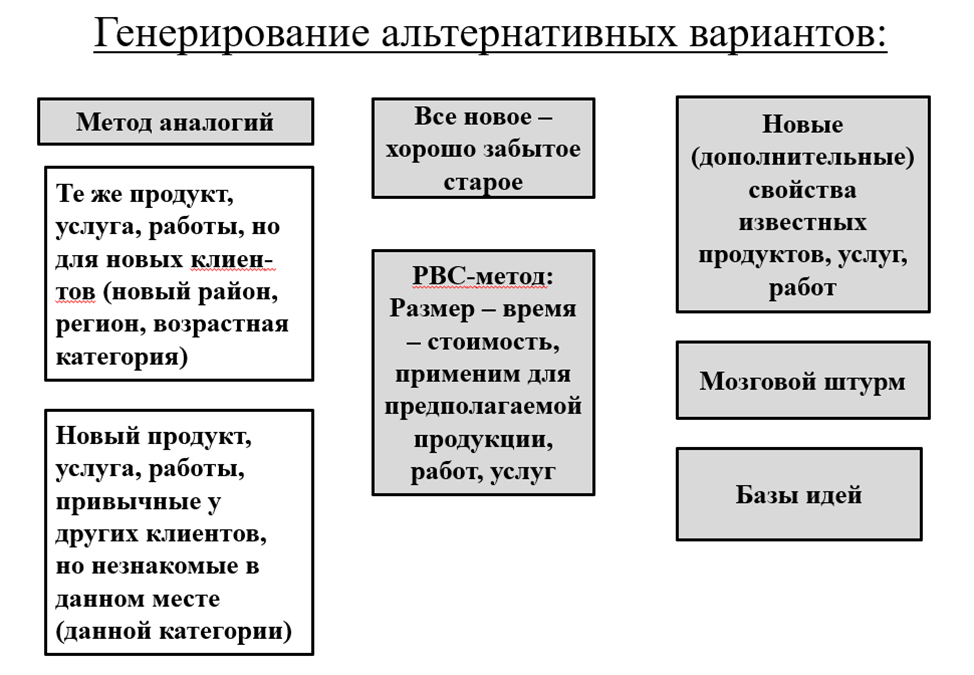 Генерирование альтернативных вариантов:
Метод аналогий
Те же продукт,
услуга, работы, но
для новых клиен-
тов (новый район,
регион, возрастная
категория)
Новый продукт,
услуга, работы,
привычные у
других клиентов,
но незнакомые в
данном месте
(данной категории)
Все новое –
хорошо забытое
старое
РВС-метод:
Размер – время
– стоимость,
применим для
предполагаемой
продукции,
работ, услуг
Новые
(дополнительные)
свойства
известных
продуктов, услуг,
работ
Мозговой штурм
Базы идей